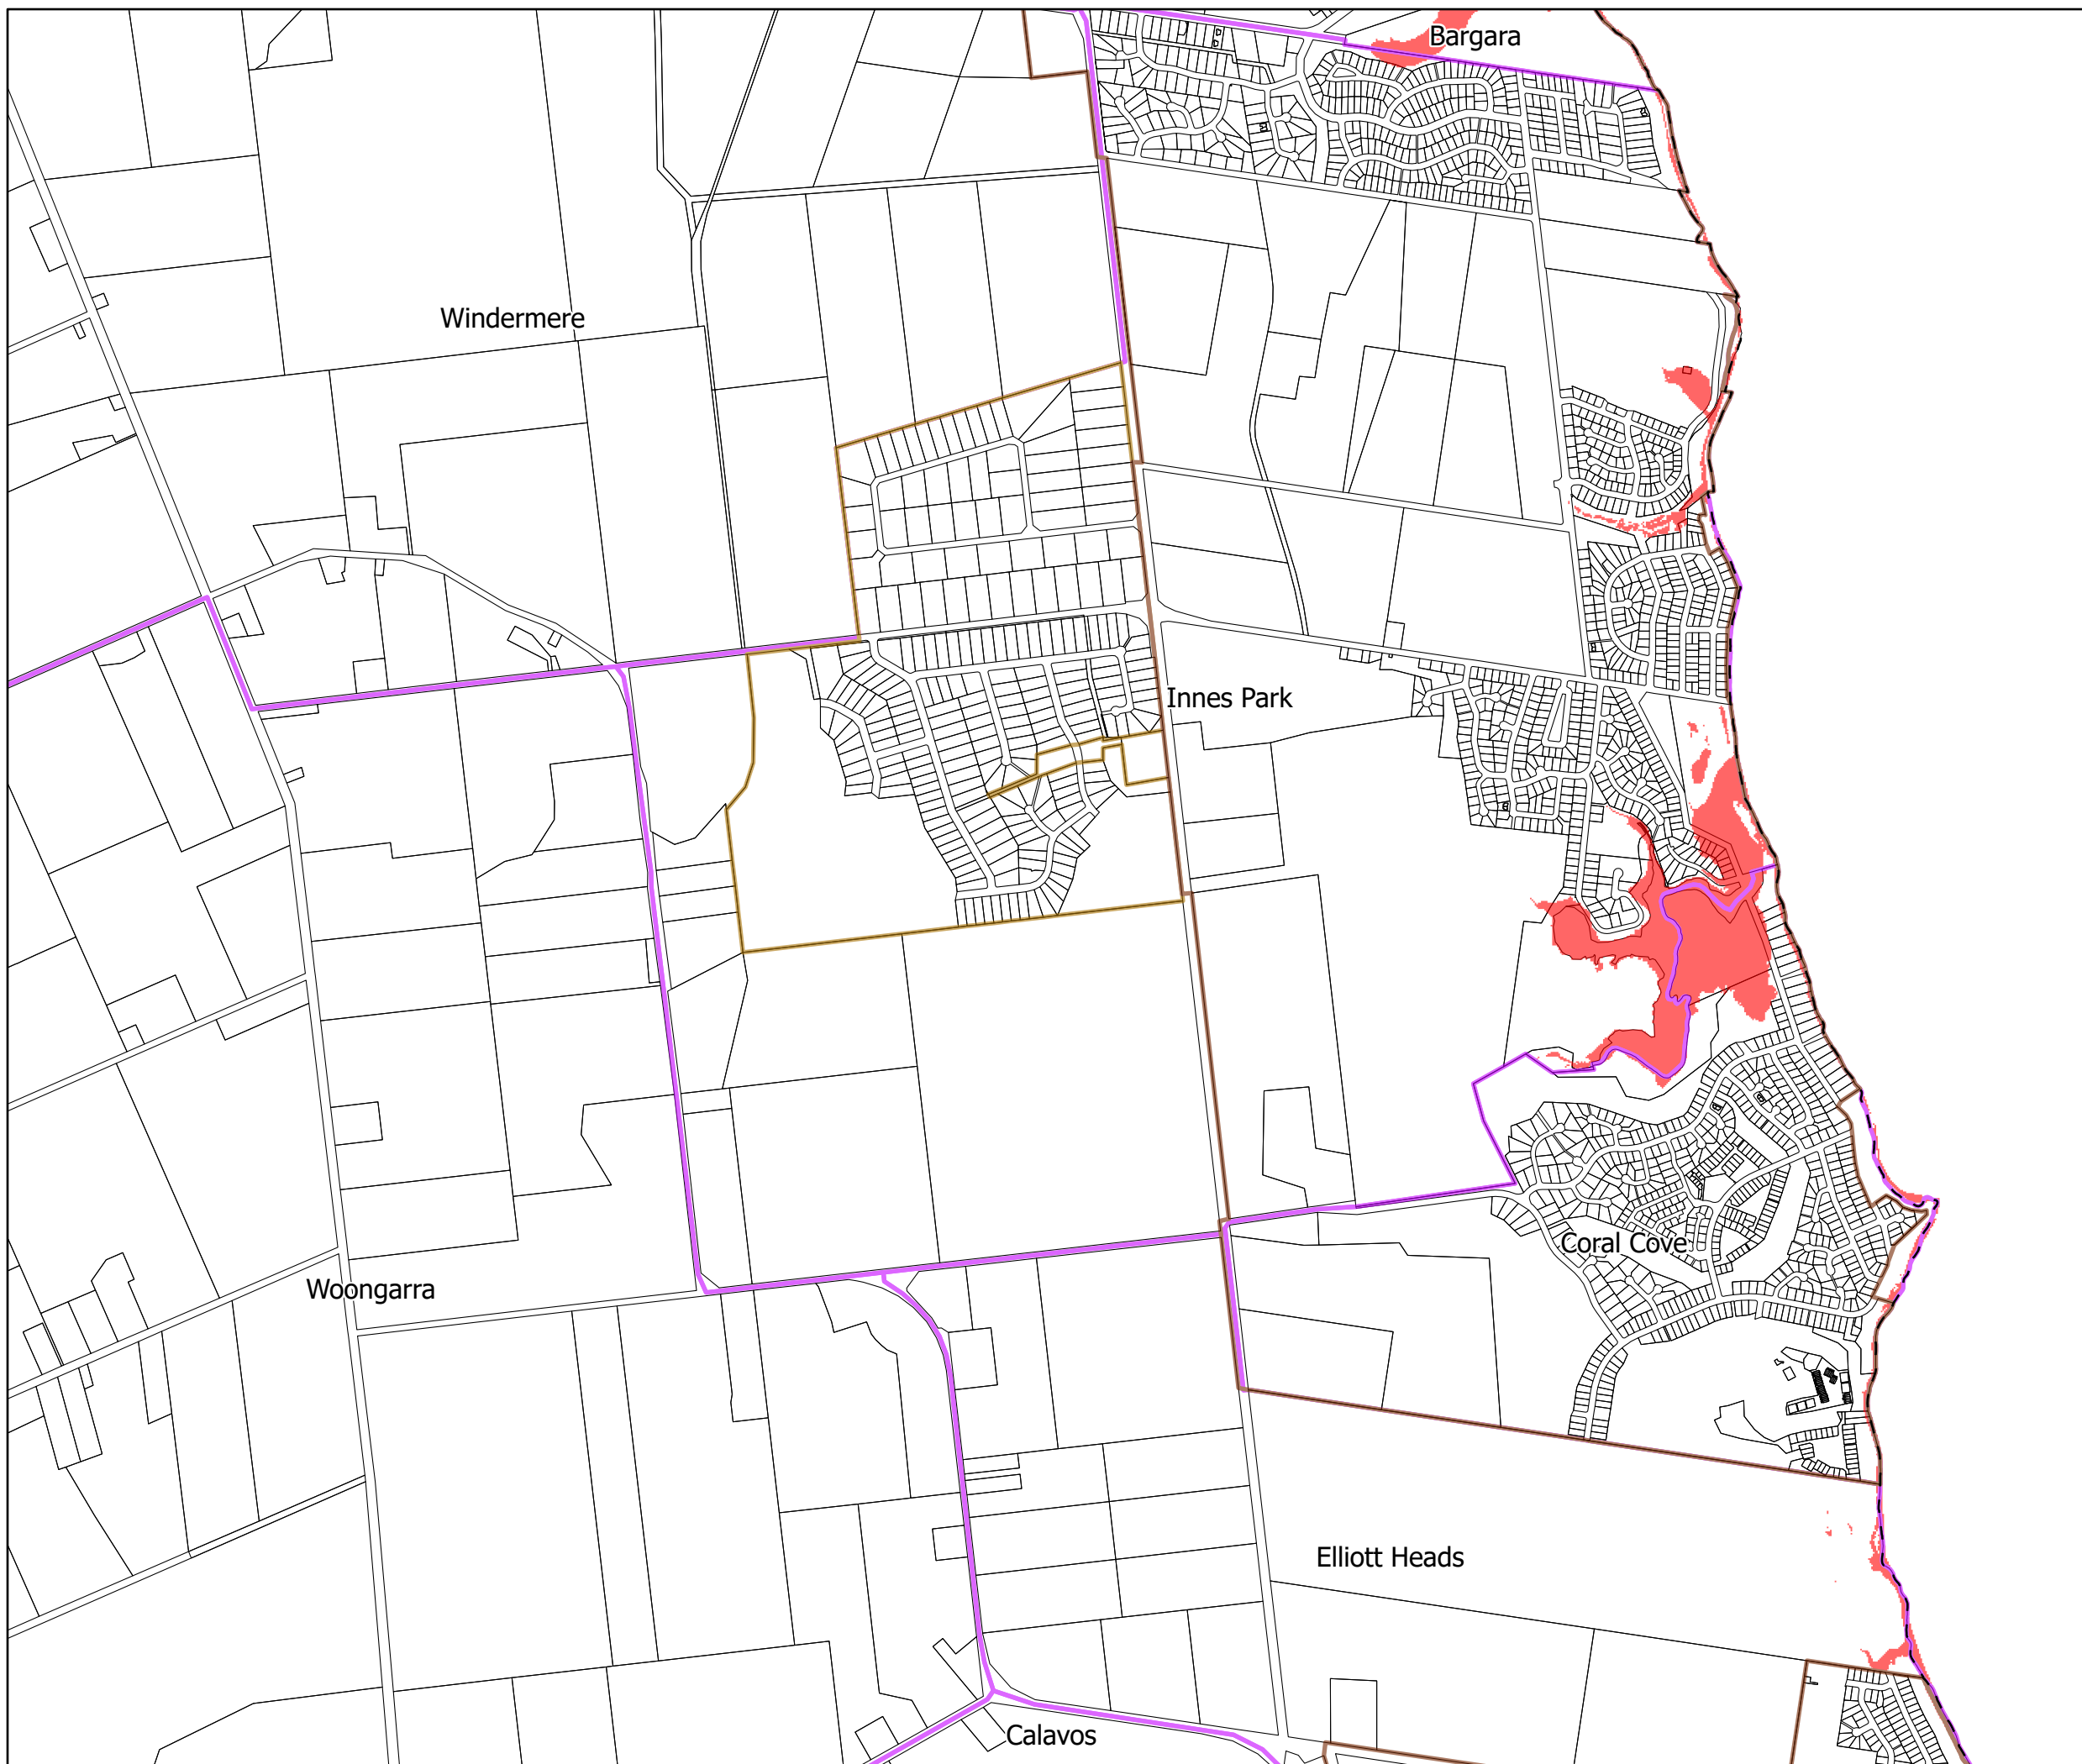 Bargara
Windermere
Innes Park
Coral Cove
Woongarra
Elliott Heads
Calavos